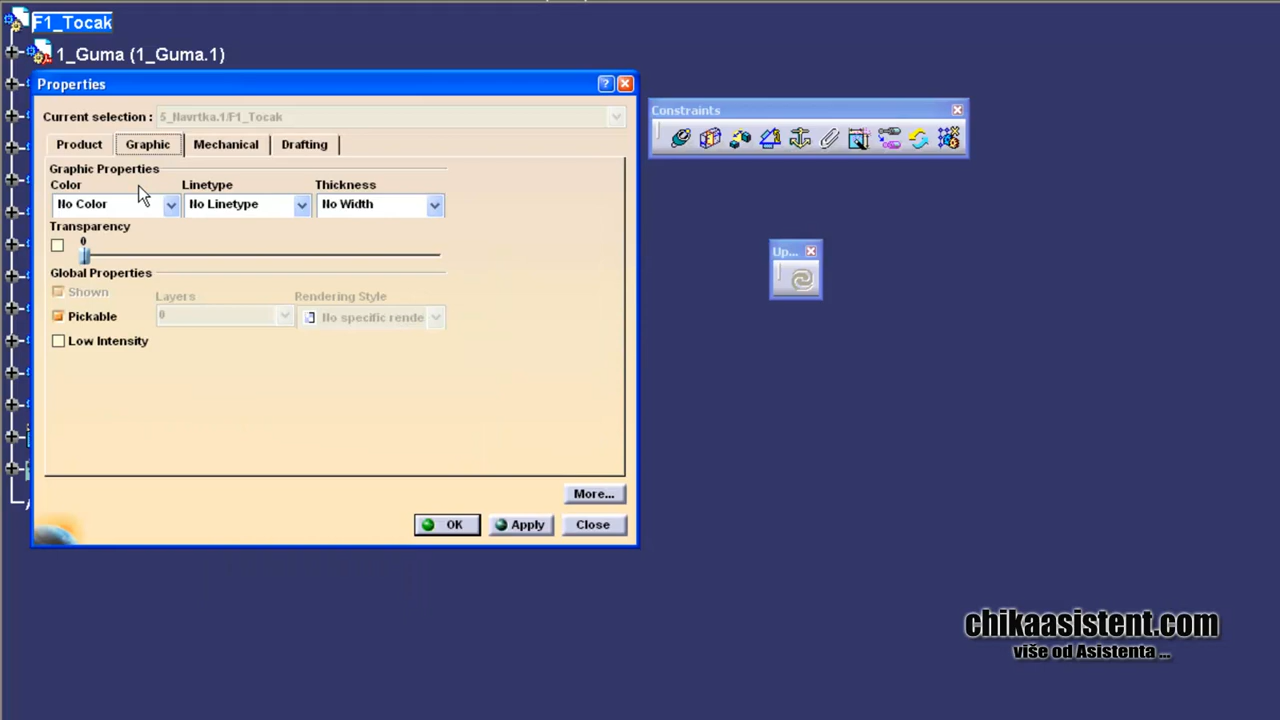 F1_Tocak
1_Guma (1_Guma.1)
Properties
Current selection : 5_Navrtka.1/F1_Tocak
Product Graphic Mechanical Drafting
Graphic Properties
Color Linetype Thickness
No Color No Linetype No Width
Transparency
0
Global Properties
Shown Layers Rendering Style
Pickable 0 No specific rende
Low Intensity
More...
OK Apply Close
Constraints
Up...
chikaasistent.com
više od Asistenta ...